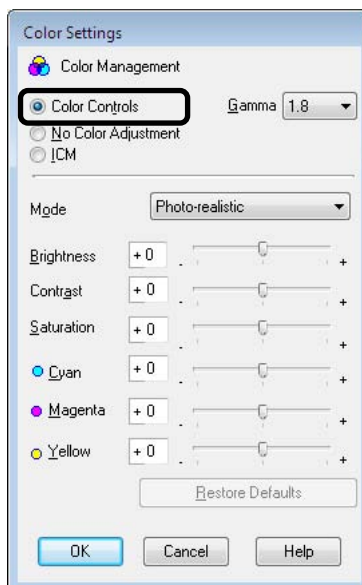 Color Settings
Color Management
Color Controls Gamma 1.8
No Color Adjustment
ICM
Mode Photo-realistic
Brightness + 0 - +
Contrast + 0 - +
Saturation + 0 - +
Cyan + 0 - +
Magenta + 0 - +
Yellow + 0 - +
Restore Defaults
OK Cancel Help